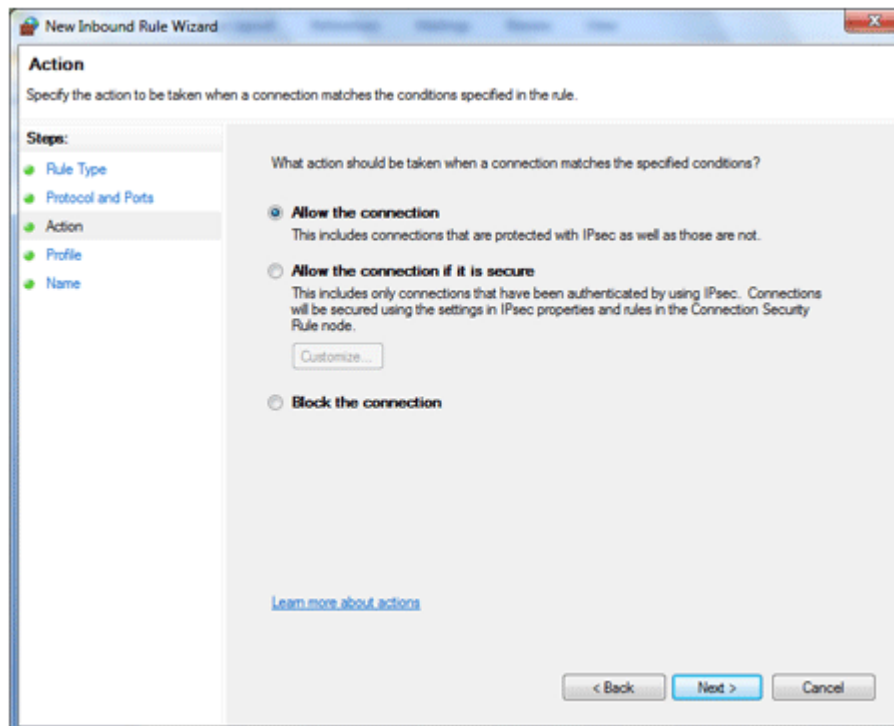 New Inbound Rule Wizard
Action
Specify the action to be taken when a connection matches the conditions specified in the rule.
Steps:
Rule Type
Protocol and Ports
Action
Profile
Name
What action should be taken when a connection matches the specified conditions?
Allow the connection
This includes connections that are protected with IPsec as well as those are not.
Allow the connection if it is secure
This includes only connections that have been authenticated by using IPsec. Connections
will be secured using the settings in IPsec properties and rules in the Connection Security
Rule node.
Customize...
Block the connection
Learn more about actions
< Back
Next >
Cancel